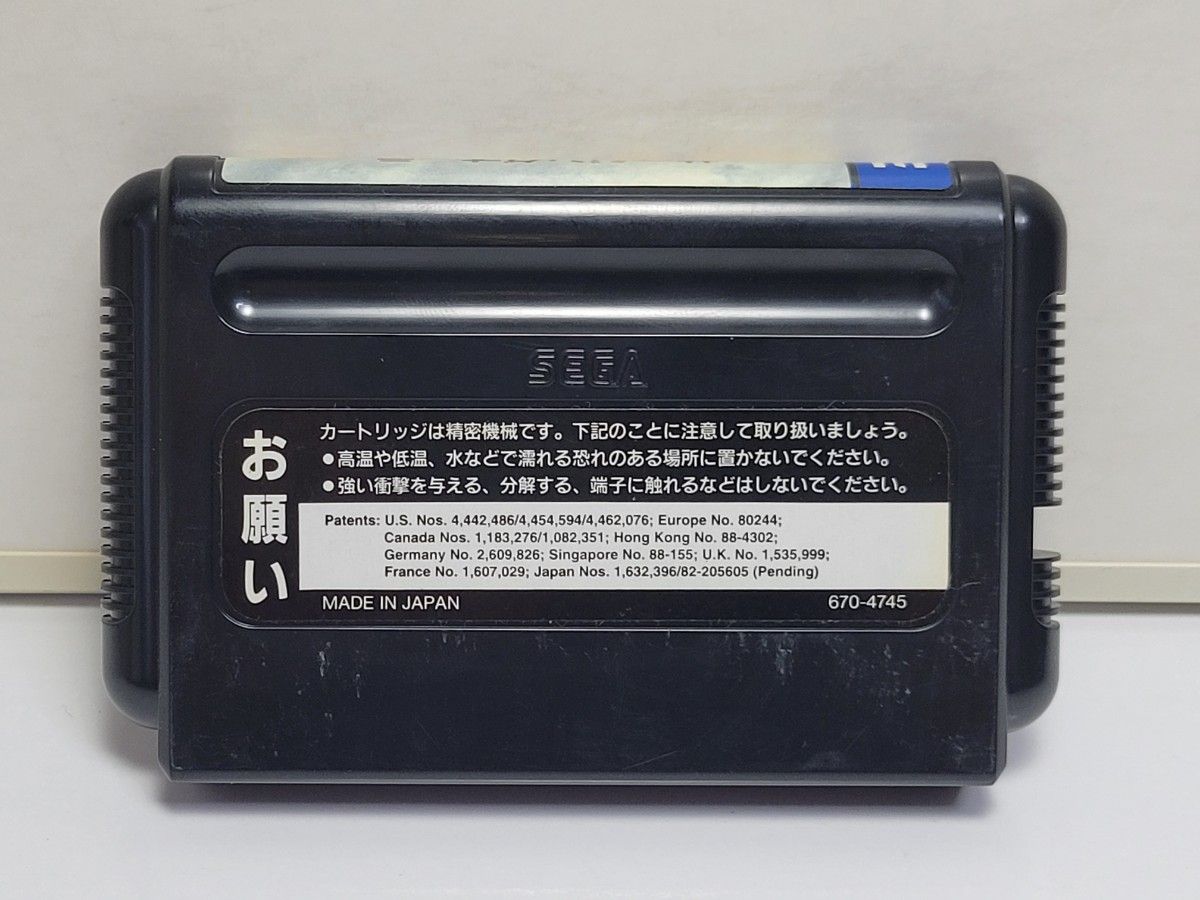 SEGA
お願い
カートリッジは精密機械です。下記のことに注意して取り扱いましょう。
●高温や低温、水などで濡れる恐れのある場所に置かないでください。
●強い衝撃を与える、分解する、端子に触れるなどはしないでください。
Patents: U.S. Nos. 4,442,486/4,454,594/4,462,076; Europe No. 80244;
Canada Nos. 1,183,276/1,082,351; Hong Kong No. 88-4302;
Germany No. 2,609,826; Singapore No. 88-155; U.K. No. 1,535,999;
France No. 1,607,029; Japan Nos. 1,632,396/82-205605 (Pending)
MADE IN JAPAN 670-4745